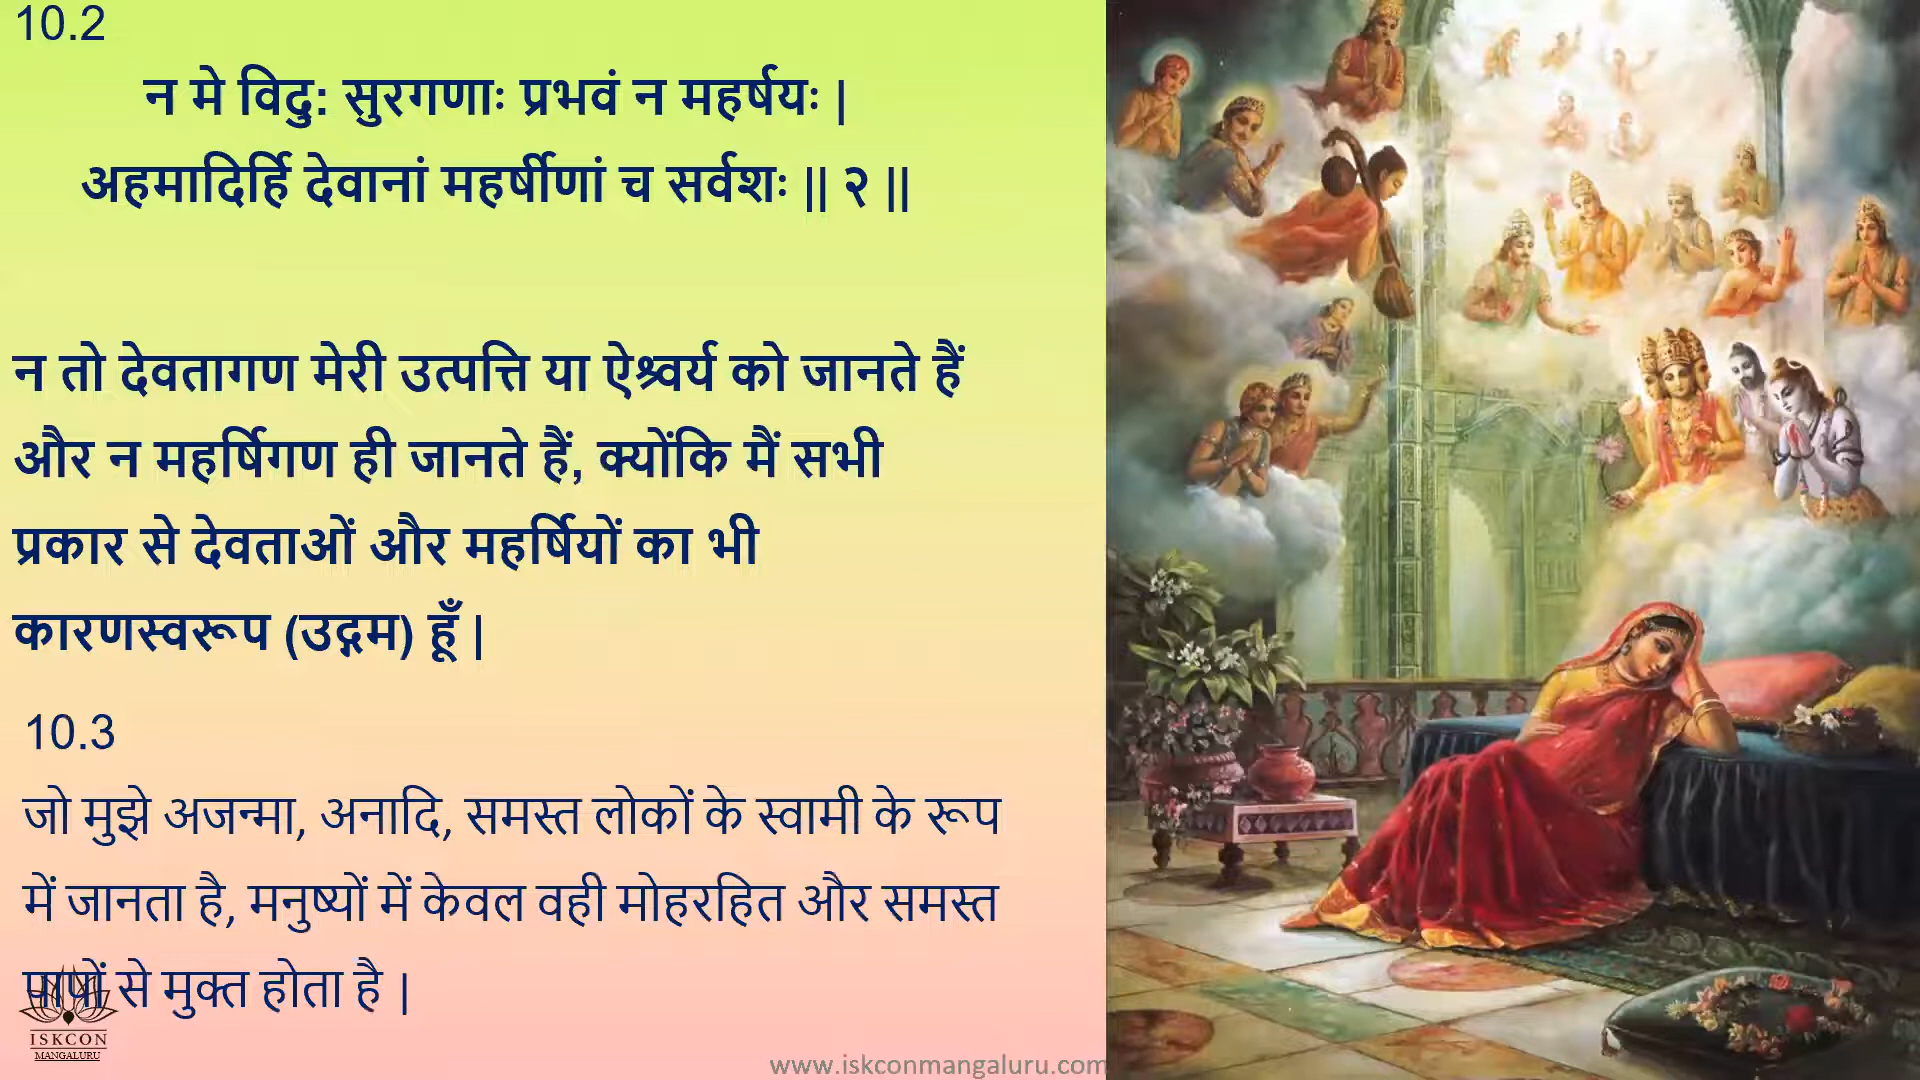 10.2
न मे विदु: सुरगणाः प्रभवं न महर्षयः |
अहमादिर्हि देवानां महर्षीणां च सर्वशः || २ ||
न तो देवतागण मेरी उत्पत्ति या ऐश्र्वर्य को जानते हैं
और न महर्षिगण ही जानते हैं, क्योंकि मैं सभी
प्रकार से देवताओं और महर्षियों का भी
कारणस्वरूप (उद्गम) हूँ |
10.3
जो मुझे अजन्मा, अनादि, समस्त लोकों के स्वामी के रूप
में जानता है, मनुष्यों में केवल वही मोहरहित और समस्त
पापों से मुक्त होता है |
ISKCON
MANGALURU
www.iskconmangaluru.com